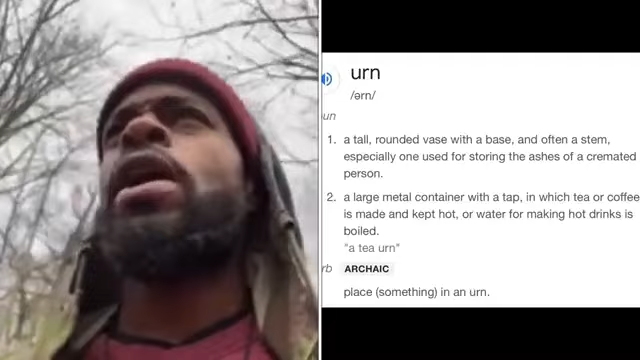 urn
/ərn/
un
1. a tall, rounded vase with a base, and often a stem,
especially one used for storing the ashes of a cremated
person.
2. a large metal container with a tap, in which tea or coffee
is made and kept hot, or water for making hot drinks is
boiled.
"a tea urn"
rb ARCHAIC
place (something) in an urn.